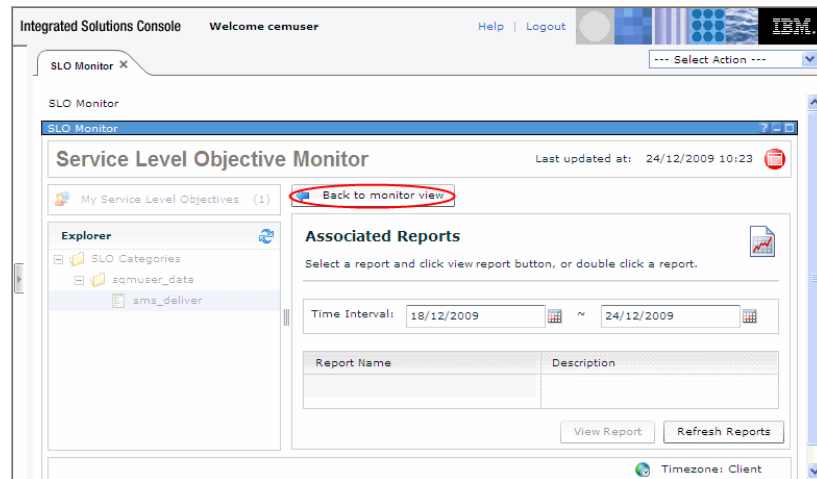 Integrated Solutions Console Welcome cemuser Help | Logout IBM.
SLO Monitor X
--- Select Action ---
SLO Monitor
SLO Monitor
Service Level Objective Monitor Last updated at: 24/12/2009 10:23
My Service Level Objectives (1)
Back to monitor view
Explorer
SLO Categories
sqmuser_data
sms_deliver
Associated Reports
Select a report and click view report button, or double click a report.
Time Interval: 18/12/2009 ~ 24/12/2009
Report Name Description
View Report Refresh Reports
Timezone: Client